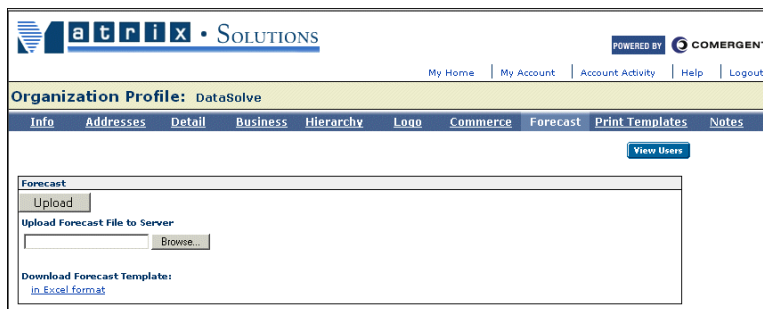 Matrix • SOLUTIONS
POWERED BY COMERGENT
My Home | My Account | Account Activity | Help | Logout
Organization Profile: DataSolve
Info Addresses Detail Business Hierarchy Logo Commerce Forecast Print Templates Notes
View Users
Forecast
Upload
Upload Forecast File to Server
Browse...
Download Forecast Template:
in Excel format